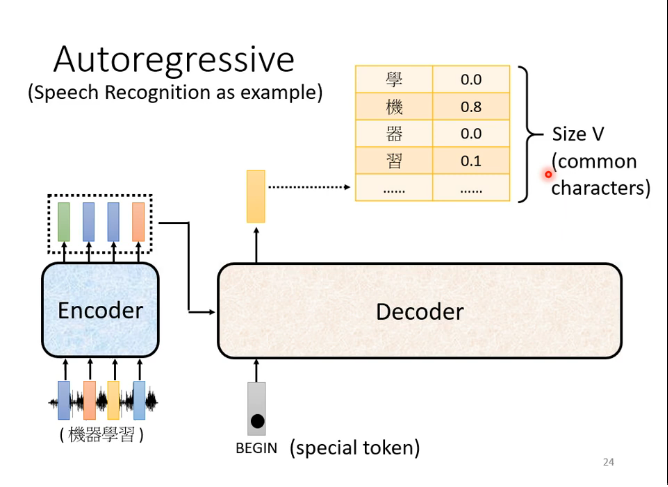 Autoregressive
(Speech Recognition as example)
學 0.0
機 0.8
器 0.0
習 0.1
...... ......
Size V
(common
characters)
Encoder
Decoder
( 機器學習 )
BEGIN (special token)
24